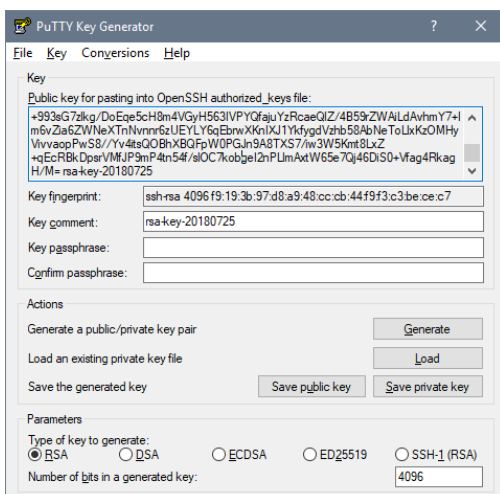 PuTTY Key Generator
?
File Key Conversions Help
Key
Public key for pasting into OpenSSH authorized_keys file:
+993sG7zlkg/DoEqe5cH8m4VGyH563IVPYQfajuYzRcaeQIZ/4B59rZWAiLdAvhmY7+l
m6vZia6ZWNeXTnNvnnr6zUEYLY6qEbrwXKnIXJ1YkfygdVzhb58AbNeToLlxKzOMHy
VivvaopPwS8//Yv4itsQOBhXBQFpW0PGJn9A8TXS7/iw3W5Kmt8LxZ
+qEcRBkDpsrVMfJP9mP4tn54f/slOC7kobgeI2nPLlmAxtW65e7Qj46DiS0+Vfag4Rkag
H/M= rsa-key-20180725
Key fingerprint: ssh-rsa 4096 f9:19:3b:97:d8:a9:48:cc:cb:44:f9:f3:c3:be:ce:c7
Key comment: rsa-key-20180725
Key passphrase:
Confirm passphrase:
Actions
Generate a public/private key pair Generate
Load an existing private key file Load
Save the generated key Save public key Save private key
Parameters
Type of key to generate:
RSA DSA ECDSA ED25519 SSH-1 (RSA)
Number of bits in a generated key: 4096